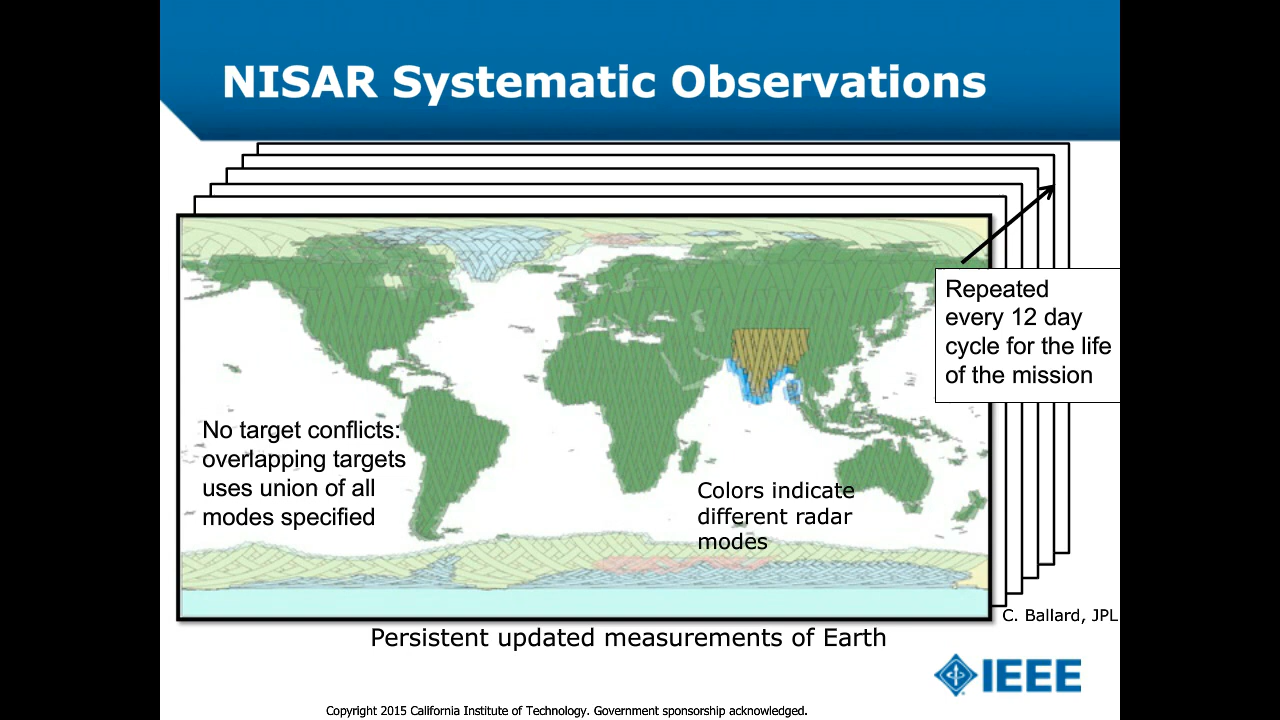 NISAR Systematic Observations
Repeated
every 12 day
cycle for the life
of the mission
No target conflicts:
overlapping targets
uses union of all
modes specified
Colors indicate
different radar
modes
C. Ballard, JPL
Persistent updated measurements of Earth
IEEE
Copyright 2015 California Institute of Technology. Government sponsorship acknowledged.